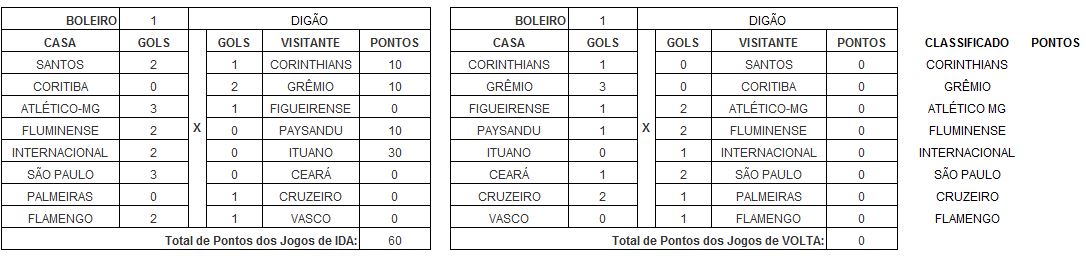 BOLEIRO 1 DIGÃO BOLEIRO 1 DIGÃO
CASA GOLS GOLS VISITANTE PONTOS CASA GOLS GOLS VISITANTE PONTOS CLASSIFICADO PONTOS
SANTOS 2 1 CORINTHIANS 10 CORINTHIANS 1 0 SANTOS 0 CORINTHIANS
CORITIBA 0 2 GRÊMIO 10 GRÊMIO 3 0 CORITIBA 0 GRÊMIO
ATLÉTICO-MG 3 1 FIGUEIRENSE 0 FIGUEIRENSE 1 2 ATLÉTICO-MG 0 ATLÉTICO MG
FLUMINENSE 2 X 0 PAYSANDU 10 PAYSANDU 1 X 2 FLUMINENSE 0 FLUMINENSE
INTERNACIONAL 2 0 ITUANO 30 ITUANO 0 1 INTERNACIONAL 0 INTERNACIONAL
SÃO PAULO 3 0 CEARÁ 0 CEARÁ 1 2 SÃO PAULO 0 SÃO PAULO
PALMEIRAS 0 1 CRUZEIRO 0 CRUZEIRO 2 1 PALMEIRAS 0 CRUZEIRO
FLAMENGO 2 1 VASCO 0 VASCO 0 1 FLAMENGO 0 FLAMENGO
Total de Pontos dos Jogos de IDA: 60 Total de Pontos dos Jogos de VOLTA: 0